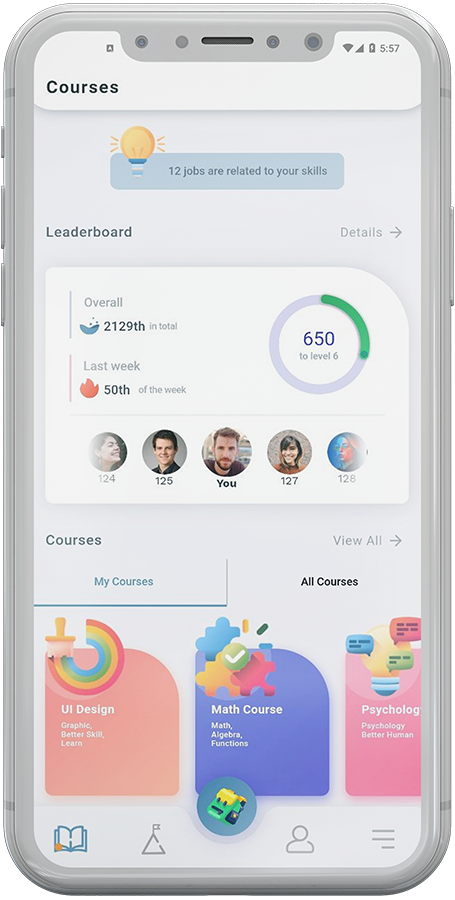 5:57
Courses
12 jobs are related to your skills
Leaderboard
Details
Overall
2129th in total
Last week
50th of the week
650
to level 6
124
125
You
127
128
Courses
View All
My Courses
All Courses
UI Design
Graphic,
Better Skill,
Learn
Math Course
Math,
Algebra,
Functions
Psychology
Psychology
Better Human